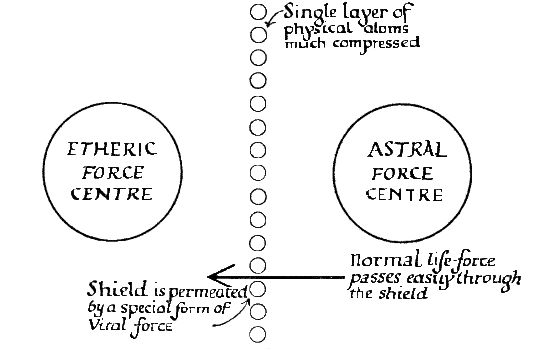 Single layer of
physical atoms
much compressed
ETHERIC
FORCE
CENTRE
ASTRAL
FORCE
CENTRE
Normal life-force
passes easily through
the shield
Shield is permeated
by a special form of
Vital force